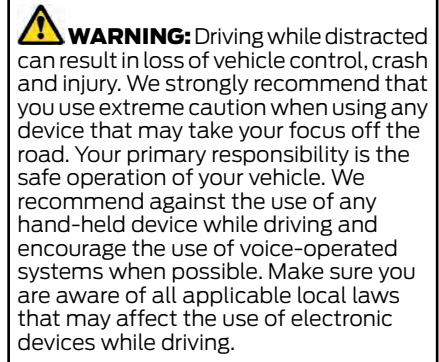 WARNING: Driving while distracted
can result in loss of vehicle control, crash
and injury. We strongly recommend that
you use extreme caution when using any
device that may take your focus off the
road. Your primary responsibility is the
safe operation of your vehicle. We
recommend against the use of any
hand-held device while driving and
encourage the use of voice-operated
systems when possible. Make sure you
are aware of all applicable local laws
that may affect the use of electronic
devices while driving.